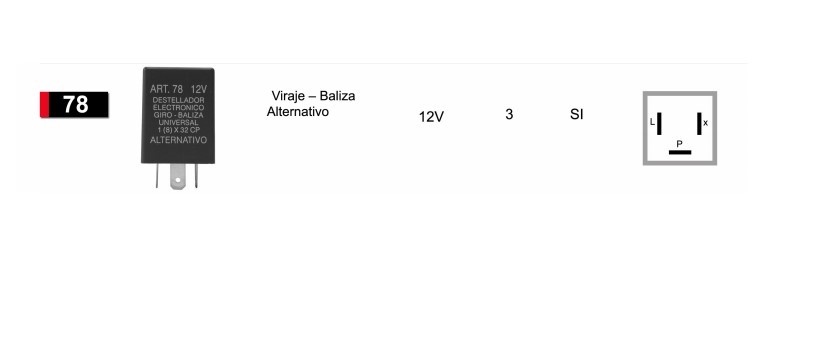 78
ART. 78 12V
DESTELLADOR
ELECTRONICO
GIRO - BALIZA
UNIVERSAL
1 (8) X 32 CP
ALTERNATIVO
Viraje – Baliza
Alternativo
12V
3
SI
L
x
P